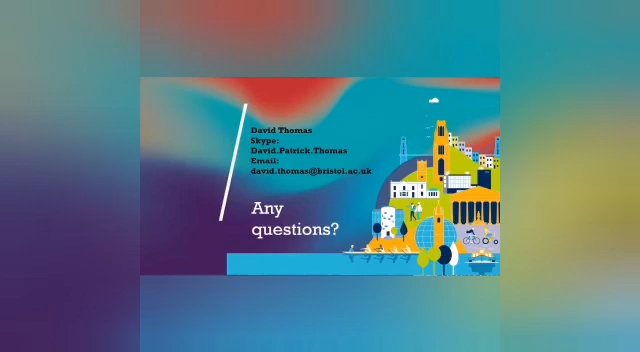 David Thomas
Skype:
David.Patrick.Thomas
Email:
david.thomas@bristol.ac.uk
Any
questions?